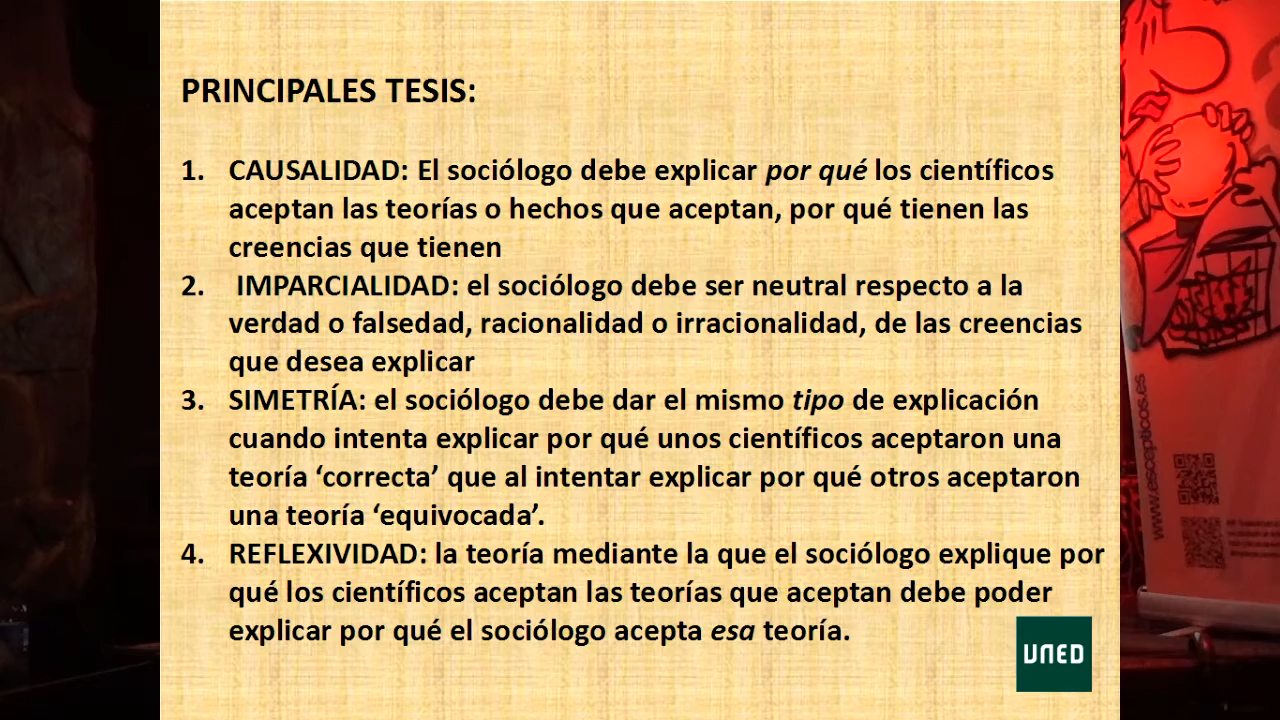 PRINCIPALES TESIS:
1. CAUSALIDAD: El sociólogo debe explicar por qué los científicos
aceptan las teorías o hechos que aceptan, por qué tienen las
creencias que tienen
2. IMPARCIALIDAD: el sociólogo debe ser neutral respecto a la
verdad o falsedad, racionalidad o irracionalidad, de las creencias
que desea explicar
3. SIMETRÍA: el sociólogo debe dar el mismo tipo de explicación
cuando intenta explicar por qué unos científicos aceptaron una
teoría ‘correcta’ que al intentar explicar por qué otros aceptaron
una teoría ‘equivocada’.
4. REFLEXIVIDAD: la teoría mediante la que el sociólogo explique por
qué los científicos aceptan las teorías que aceptan debe poder
explicar por qué el sociólogo acepta esa teoría.
UNED
www.escepticos.es